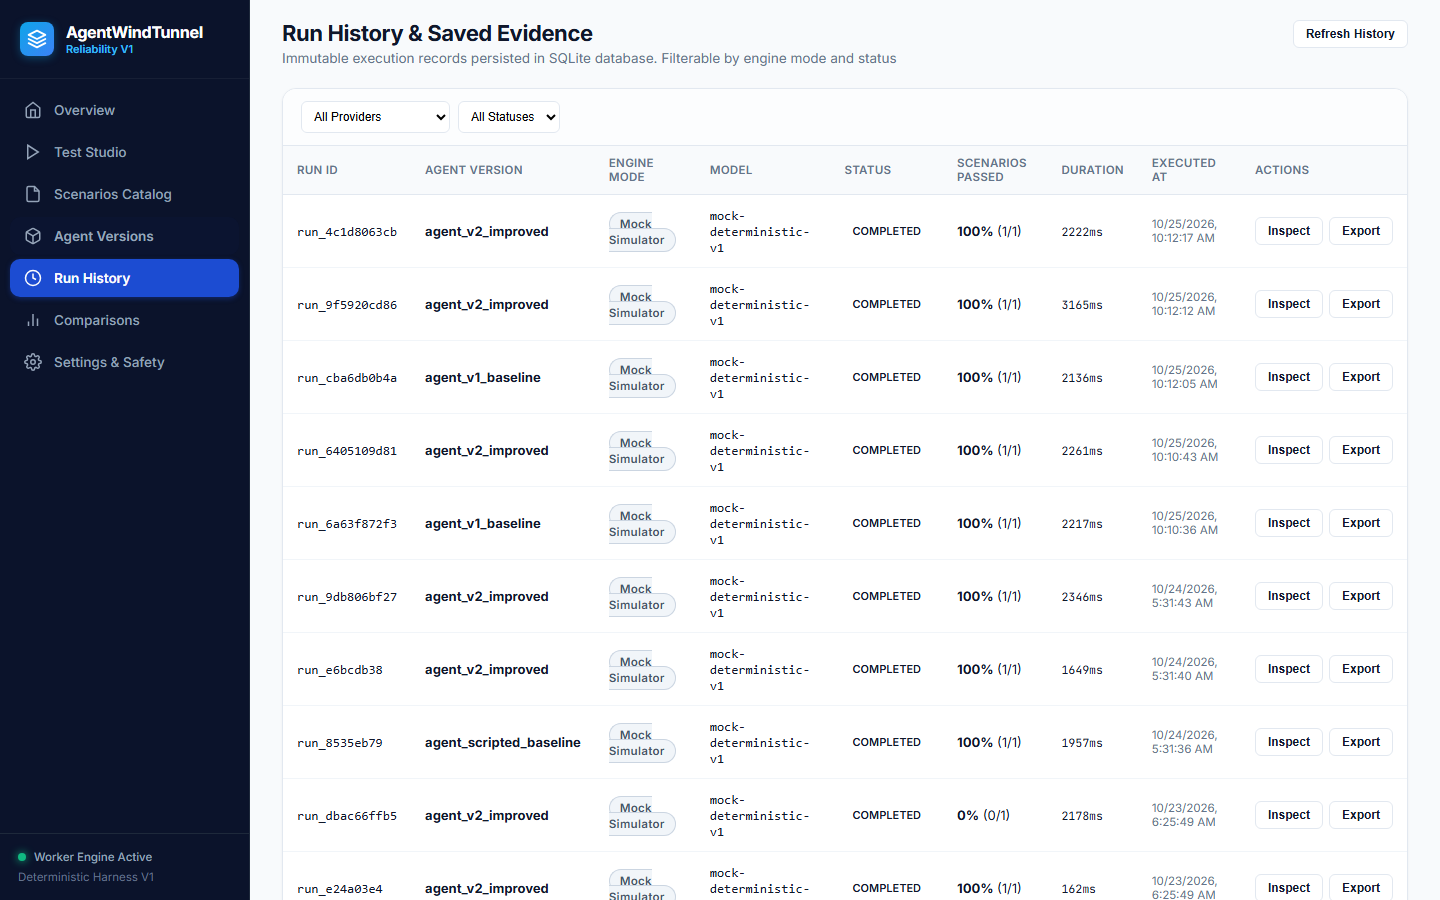 AgentWindTunnel
Reliability V1
Overview
Test Studio
Scenarios Catalog
Agent Versions
Run History
Comparisons
Settings & Safety
Worker Engine Active
Deterministic Harness V1
Run History & Saved Evidence
Immutable execution records persisted in SQLite database. Filterable by engine mode and status
Refresh History
All Providers
All Statuses
RUN ID AGENT VERSION ENGINE MODE MODEL STATUS SCENARIOS PASSED DURATION EXECUTED AT ACTIONS
run_4c1d8063cb agent_v2_improved Mock Simulator mock-deterministic-v1 COMPLETED 100% (1/1) 2222ms 10/25/2026, 10:12:17 AM Inspect Export
run_9f5920cd86 agent_v2_improved Mock Simulator mock-deterministic-v1 COMPLETED 100% (1/1) 3165ms 10/25/2026, 10:12:12 AM Inspect Export
run_cba6db0b4a agent_v1_baseline Mock Simulator mock-deterministic-v1 COMPLETED 100% (1/1) 2136ms 10/25/2026, 10:12:05 AM Inspect Export
run_6405109d81 agent_v2_improved Mock Simulator mock-deterministic-v1 COMPLETED 100% (1/1) 2261ms 10/25/2026, 10:10:43 AM Inspect Export
run_6a63f872f3 agent_v1_baseline Mock Simulator mock-deterministic-v1 COMPLETED 100% (1/1) 2217ms 10/25/2026, 10:10:36 AM Inspect Export
run_9db806bf27 agent_v2_improved Mock Simulator mock-deterministic-v1 COMPLETED 100% (1/1) 2346ms 10/24/2026, 5:31:43 AM Inspect Export
run_e6bcdb38 agent_v2_improved Mock Simulator mock-deterministic-v1 COMPLETED 100% (1/1) 1649ms 10/24/2026, 5:31:40 AM Inspect Export
run_8535eb79 agent_scripted_baseline Mock Simulator mock-deterministic-v1 COMPLETED 100% (1/1) 1957ms 10/24/2026, 5:31:36 AM Inspect Export
run_dbac66ffb5 agent_v2_improved Mock Simulator mock-deterministic-v1 COMPLETED 0% (0/1) 2178ms 10/23/2026, 6:25:49 AM Inspect Export
run_e24a03e4 agent_v2_improved Mock Simulator mock-deterministic- COMPLETED 100% (1/1) 162ms 10/23/2026, 6:25:49 AM Inspect Export